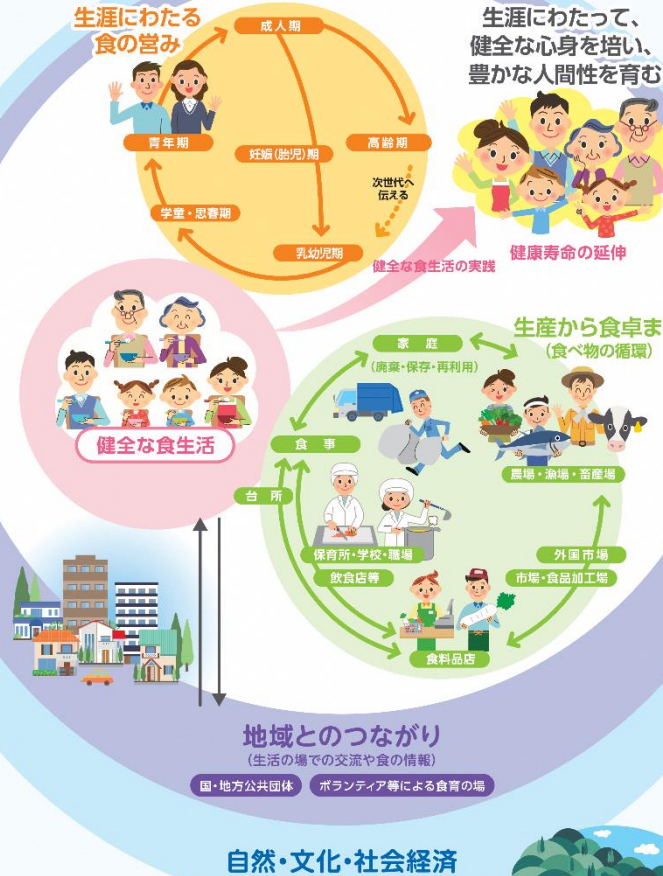 生涯にわたる
食の営み
成人期
青年期
妊娠(胎児)期
高齢期
次世代へ
伝える
学童・思春期
乳幼児期
生涯にわたって、
健全な心身を培い、
豊かな人間性を育む
健康寿命の延伸
健全な食生活の実践
健全な食生活
生産から食卓ま
(食べ物の循環)
家庭
(廃棄・保存・再利用)
食事
農場・漁場・畜産場
台所
保育所・学校・職場
飲食店等
外国市場
市場・食品加工場
食料品店
地域とのつながり
(生活の場での交流や食の情報)
国・地方公共団体
ボランティア等による食育の場
自然・文化・社会経済